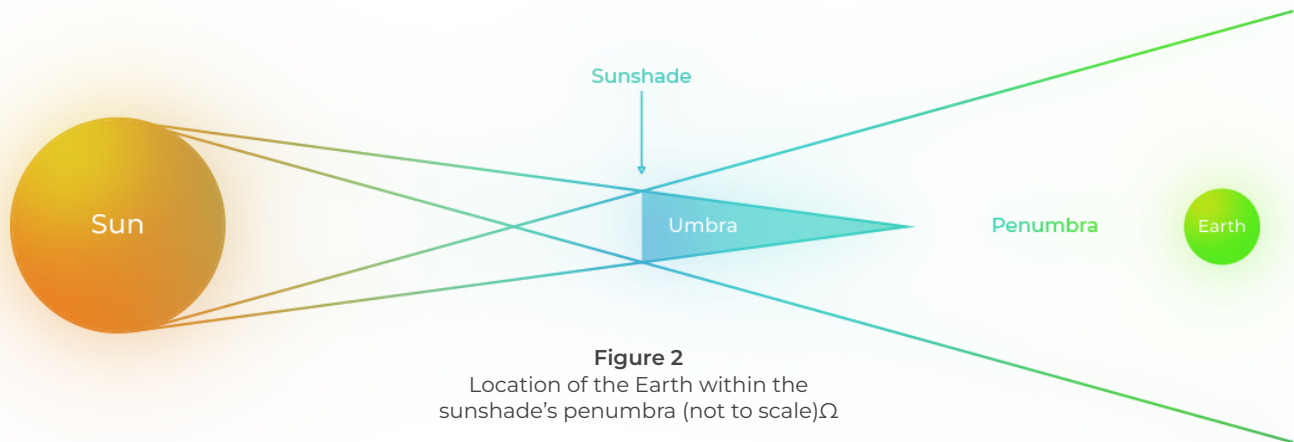 Sunshade
Sun
Umbra
Penumbra
Earth
Figure 2
Location of the Earth within the
sunshade’s penumbra (not to scale)Ω